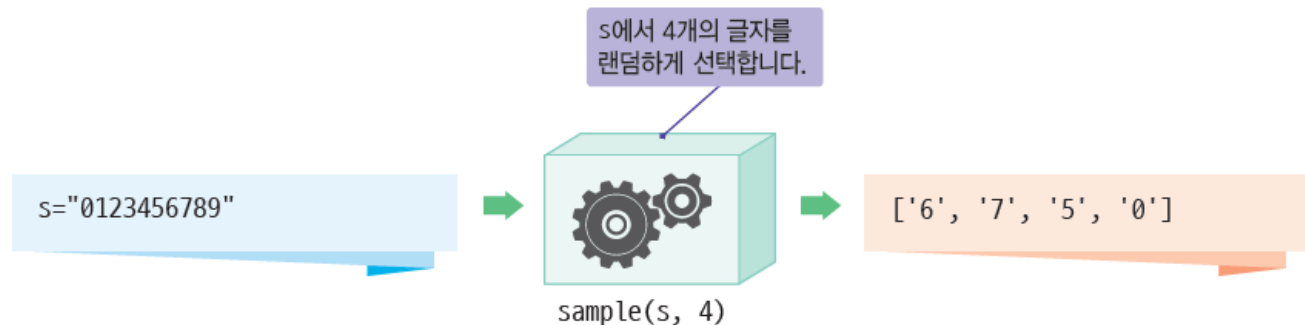 s에서 4개의 글자를
랜덤하게 선택합니다.
s="0123456789"
['6', '7', '5', '0']
sample(s, 4)